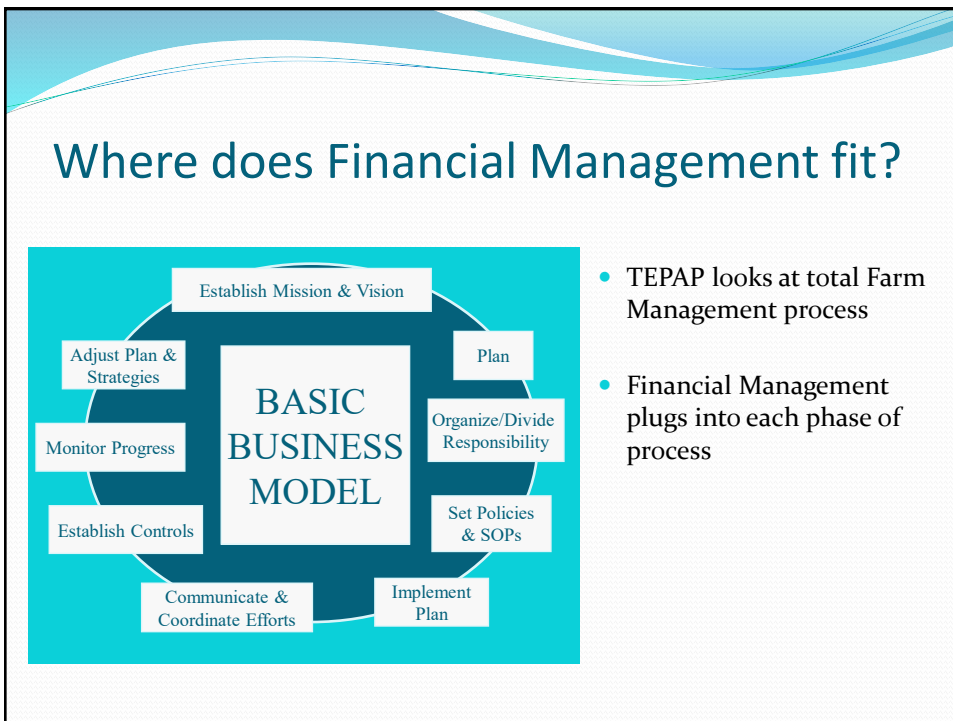 Where does Financial Management fit?
Establish Mission & Vision
Plan
Organize/Divide
Responsibility
Set Policies
& SOPs
Implement
Plan
Communicate &
Coordinate Efforts
Establish Controls
Monitor Progress
Adjust Plan &
Strategies
BASIC
BUSINESS
MODEL
• TEPAP looks at total Farm
Management process
• Financial Management
plugs into each phase of
process